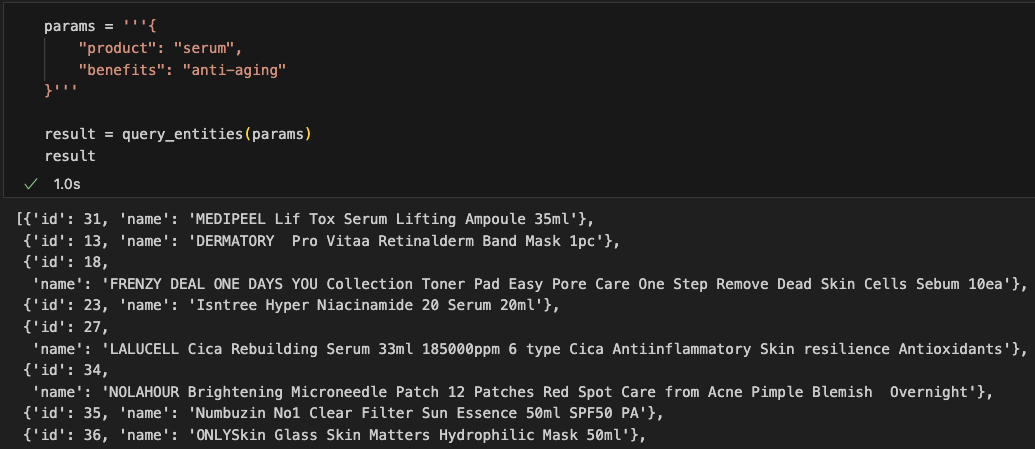 params = '''{
    "product": "serum",
    "benefits": "anti-aging"
}'''
result = query_entities(params)
result
✓ 1.0s
[{'id': 31, 'name': 'MEDIPEEL Lif Tox Serum Lifting Ampoule 35ml'},
 {'id': 13, 'name': 'DERMATORY  Pro Vitaa Retinalderm Band Mask 1pc'},
 {'id': 18,
  'name': 'FRENZY DEAL ONE DAYS YOU Collection Toner Pad Easy Pore Care One Step Remove Dead Skin Cells Sebum 10ea'},
 {'id': 23, 'name': 'Isntree Hyper Niacinamide 20 Serum 20ml'},
 {'id': 27,
  'name': 'LALUCELL Cica Rebuilding Serum 33ml 185000ppm 6 type Cica Antiinflammatory Skin resilience Antioxidants'},
 {'id': 34,
  'name': 'NOLAHOUR Brightening Microneedle Patch 12 Patches Red Spot Care from Acne Pimple Blemish  Overnight'},
 {'id': 35, 'name': 'Numbuzin No1 Clear Filter Sun Essence 50ml SPF50 PA'},
 {'id': 36, 'name': 'ONLYSkin Glass Skin Matters Hydrophilic Mask 50ml'},